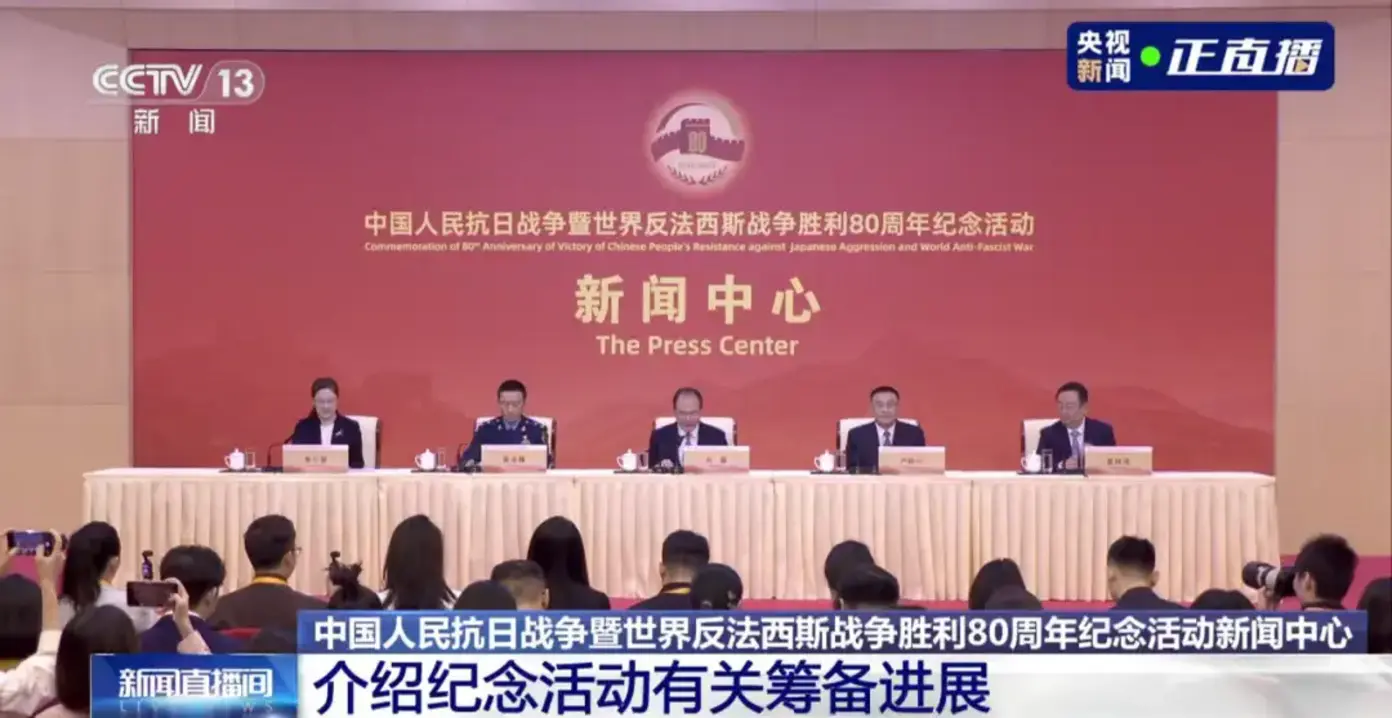 CCTV 13
新闻
央视新闻 正直播
80
中国人民抗日战争暨世界反法西斯战争胜利80周年纪念活动
Commemoration of 80th Anniversary of Victory of Chinese People's Resistance against Japanese Aggression and World Anti-Fascist War
新闻中心
The Press Center
中国人民抗日战争暨世界反法西斯战争胜利80周年纪念活动新闻中心
新闻直播间
LIVE NEWS
介绍纪念活动有关筹备进展